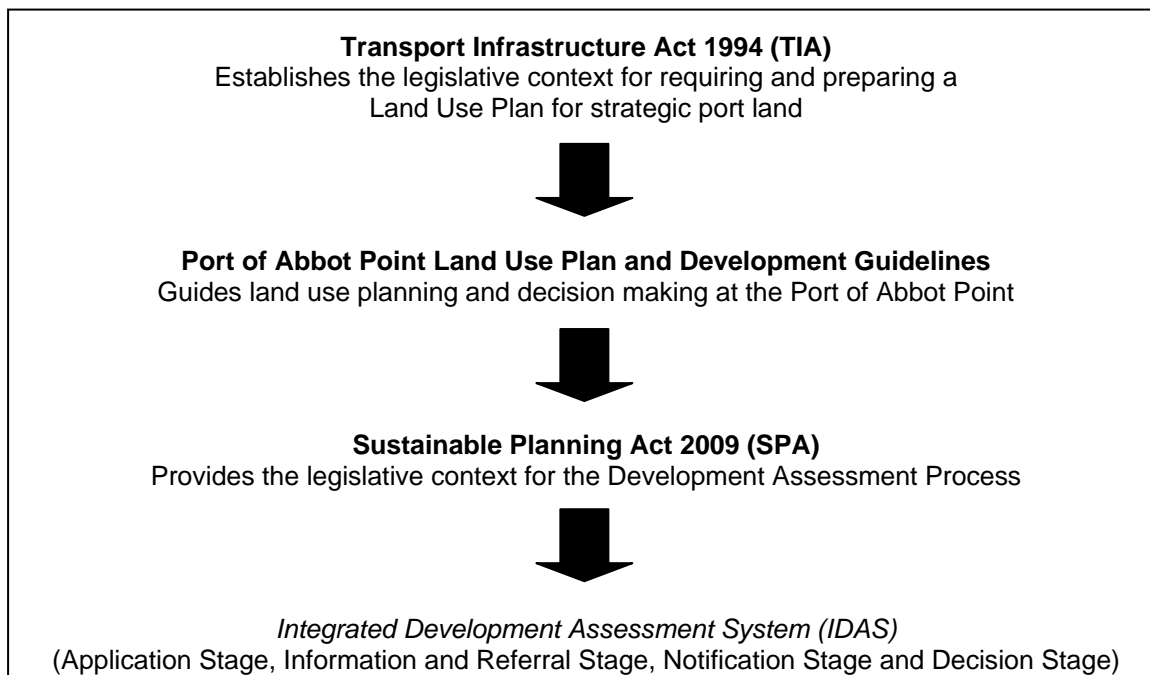 Transport Infrastructure Act 1994 (TIA)
Establishes the legislative context for requiring and preparing a
Land Use Plan for strategic port land
Port of Abbot Point Land Use Plan and Development Guidelines
Guides land use planning and decision making at the Port of Abbot Point
Sustainable Planning Act 2009 (SPA)
Provides the legislative context for the Development Assessment Process
Integrated Development Assessment System (IDAS)
(Application Stage, Information and Referral Stage, Notification Stage and Decision Stage)